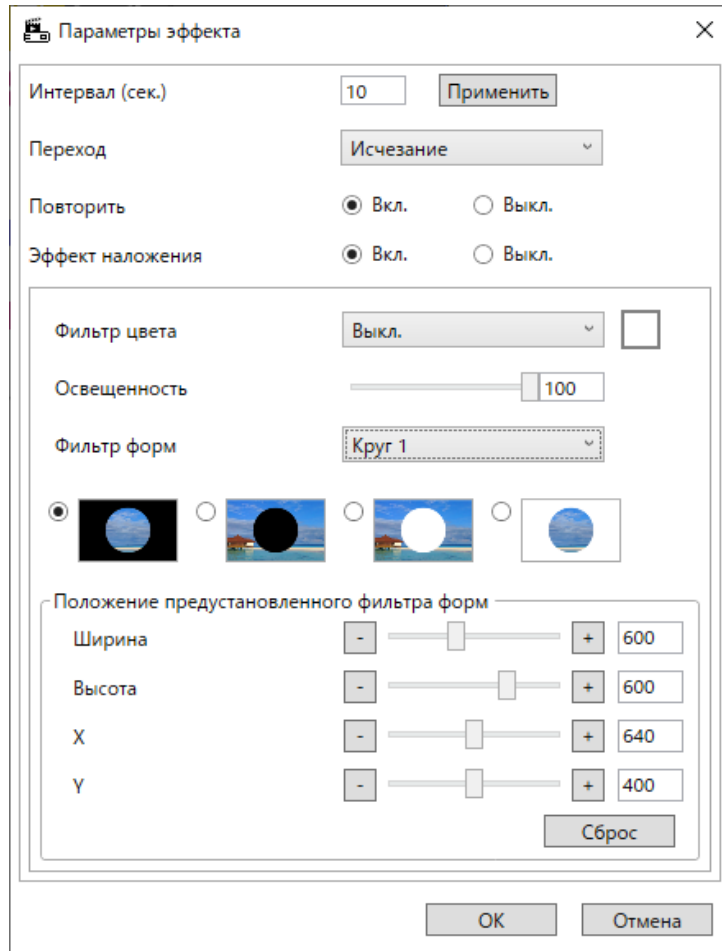 Параметры эффекта
Интервал (сек.) 10 Применить
Переход Исчезание
Повторить Вкл. Выкл.
Эффект наложения Вкл. Выкл.
Фильтр цвета Выкл.
Освещенность 100
Фильтр форм Круг 1
Положение предустановленного фильтра форм
Ширина - + 600
Высота - + 600
X - + 640
Y - + 400
Сброс
OK Отмена